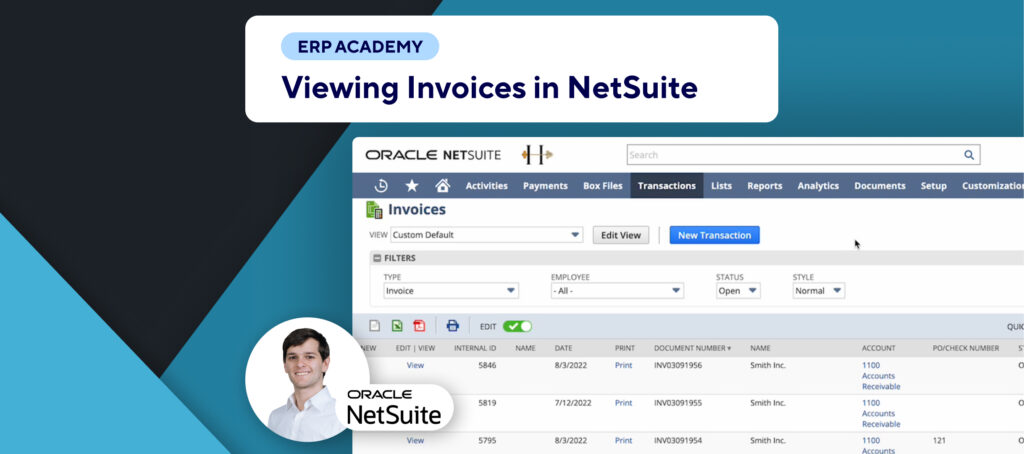 ERP ACADEMY
Viewing Invoices in NetSuite
ORACLE NETSUITE H Search
Activities Payments Box Files Transactions Lists Reports Analytics Documents Setup Customizatio
Invoices
VIEW Custom Default Edit View New Transaction
FILTERS
TYPE EMPLOYEE STATUS STYLE
Invoice - All - Open Normal
EDIT QUIC
NEW EDIT | VIEW INTERNAL ID NAME DATE PRINT DOCUMENT NUMBER NAME ACCOUNT PO/CHECK NUMBER ST
View 5846 8/3/2022 Print INV03091956 Smith Inc. 1100 O
Accounts
Receivable
5819 7/12/2022 Print INV03091955 Smith Inc. 1100 O
Accounts
Receivable
View 5795 8/3/2022 Print INV03091954 Smith Inc. 1100 121 O
Accounts
Receivable
ORACLE
NetSuite